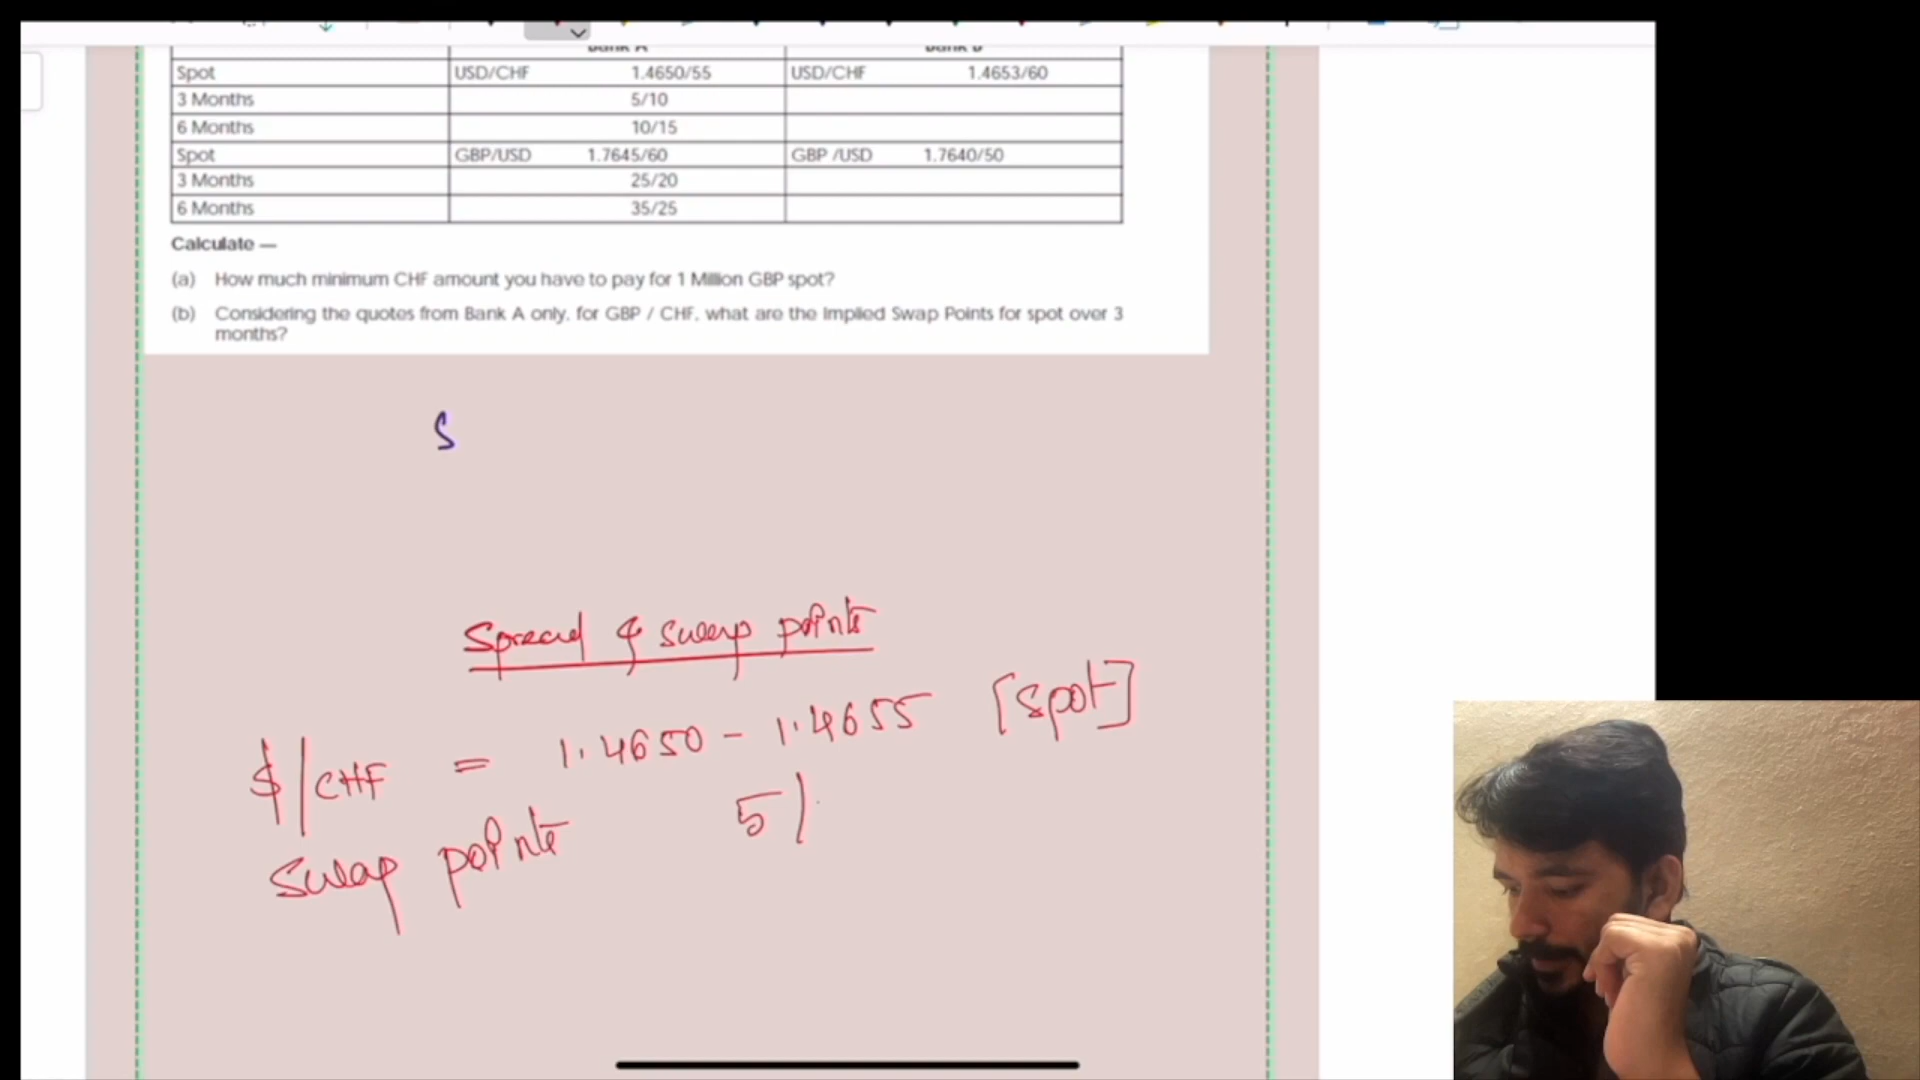 Bank A Bank B
Spot USD/CHF 1.4650/55 USD/CHF 1.4653/60
3 Months 5/10
6 Months 10/15
Spot GBP/USD 1.7645/60 GBP /USD 1.7640/50
3 Months 25/20
6 Months 35/25
Calculate —
(a) How much minimum CHF amount you have to pay for 1 Million GBP spot?
(b) Considering the quotes from Bank A only, for GBP / CHF, what are the Implied Swap Points for spot over 3
months?
S
Spread & swap points
$/CHF = 1.4650 - 1.4655 [spot]
swap points 5/